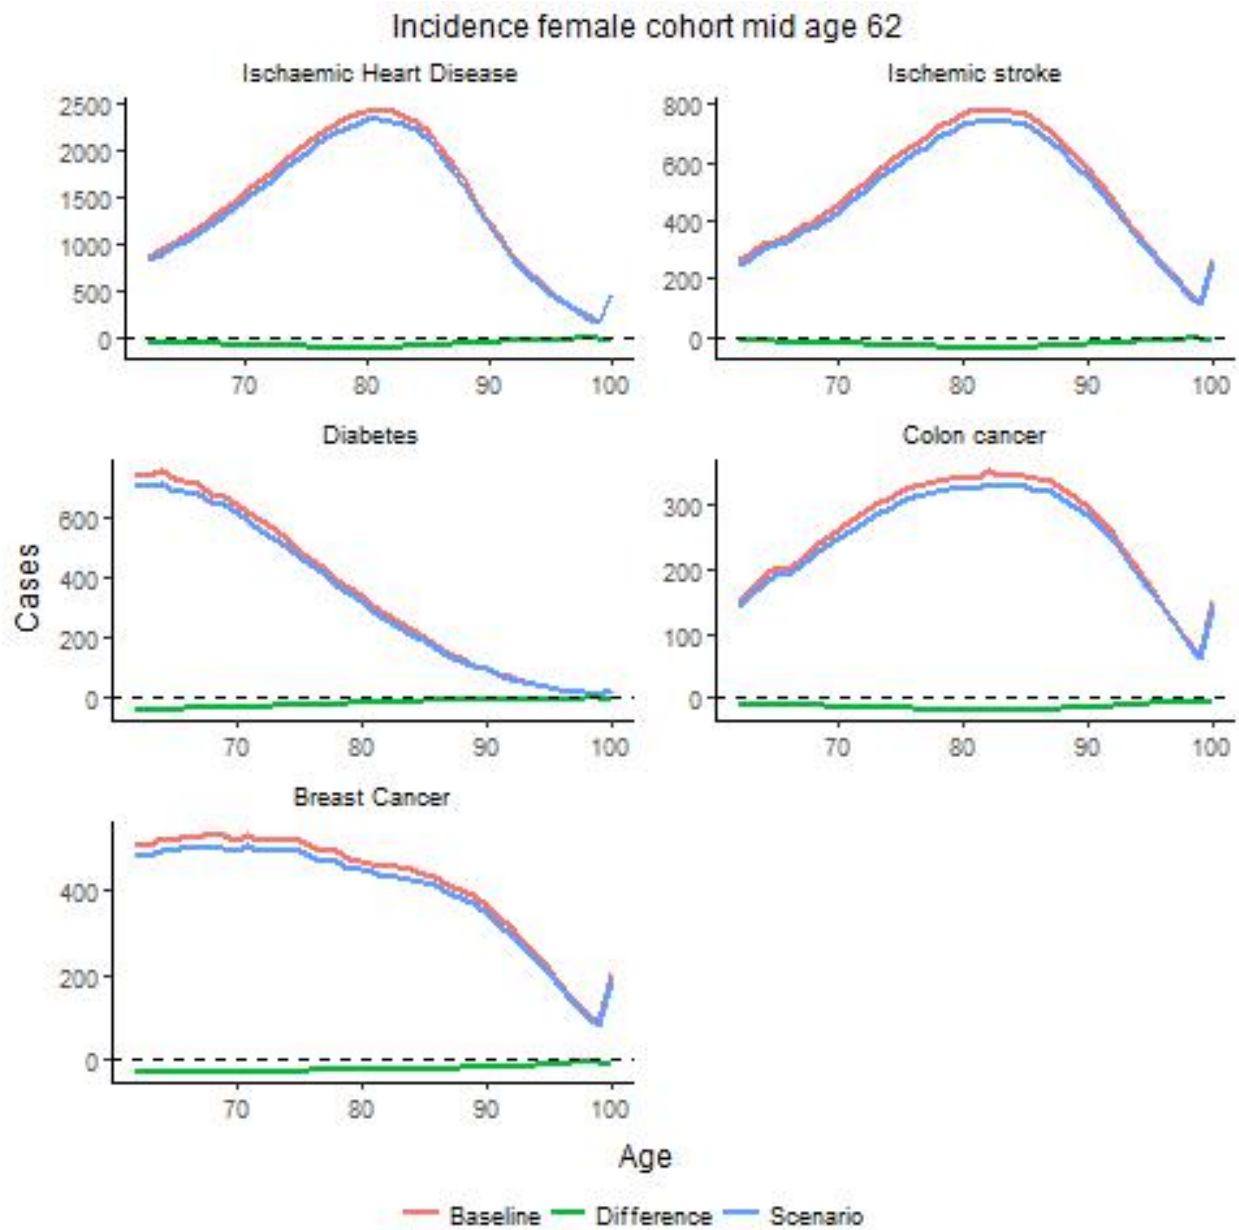 Incidence female cohort mid age 62
Ischaemic Heart Disease
2500
2000
1500
1000
500
0
70 80 90 100
Ischemic stroke
800
600
400
200
0
70 80 90 100
Diabetes
600
400
200
0
70 80 90 100
Colon cancer
300
200
100
0
70 80 90 100
Cases
Breast Cancer
400
200
0
70 80 90 100
Age
Baseline Difference Scenario